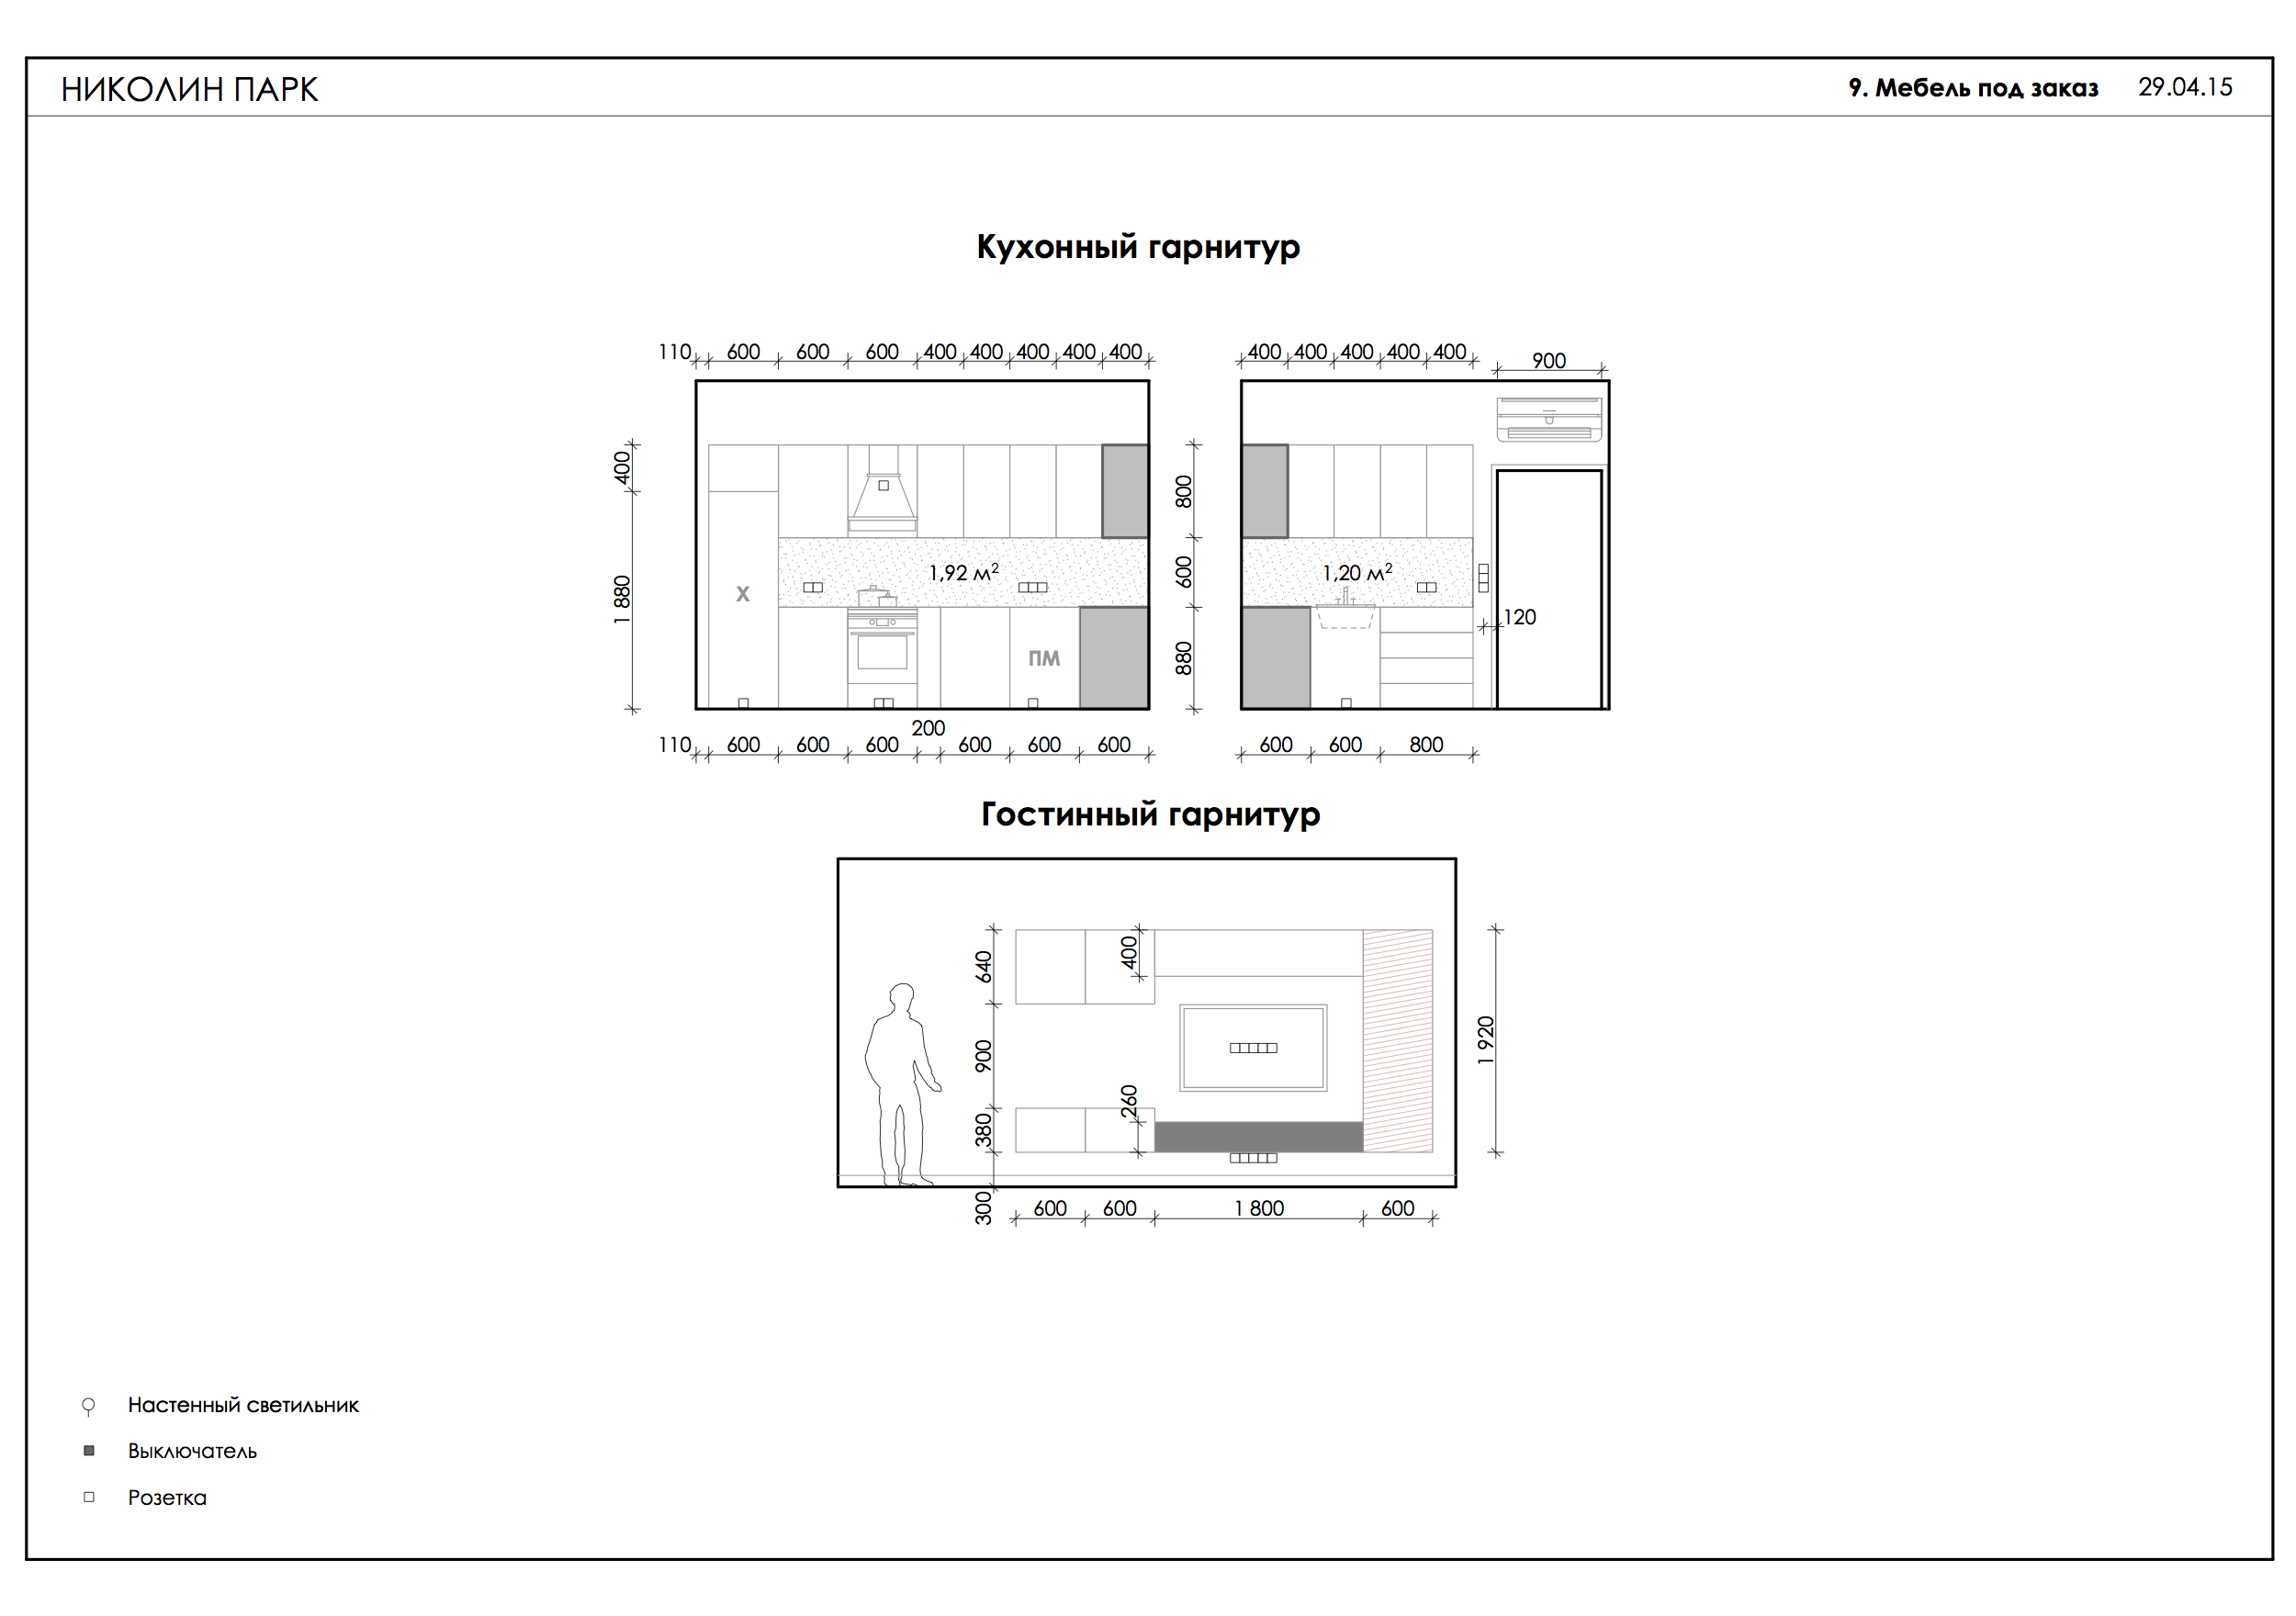 НИКОЛИН ПАРК
9. Мебель под заказ 29.04.15
Кухонный гарнитур
110 600 600 600 400 400 400 400 400
400 400 400 400 400
900
400
1 880
800
600
880
1,92 м²
1,20 м²
Х
ПМ
120
200
110 600 600 600 600 600 600
600 600 800
Гостинный гарнитур
640
900
380
300
400
260
1 920
600 600 1 800 600
Настенный светильник
Выключатель
Розетка